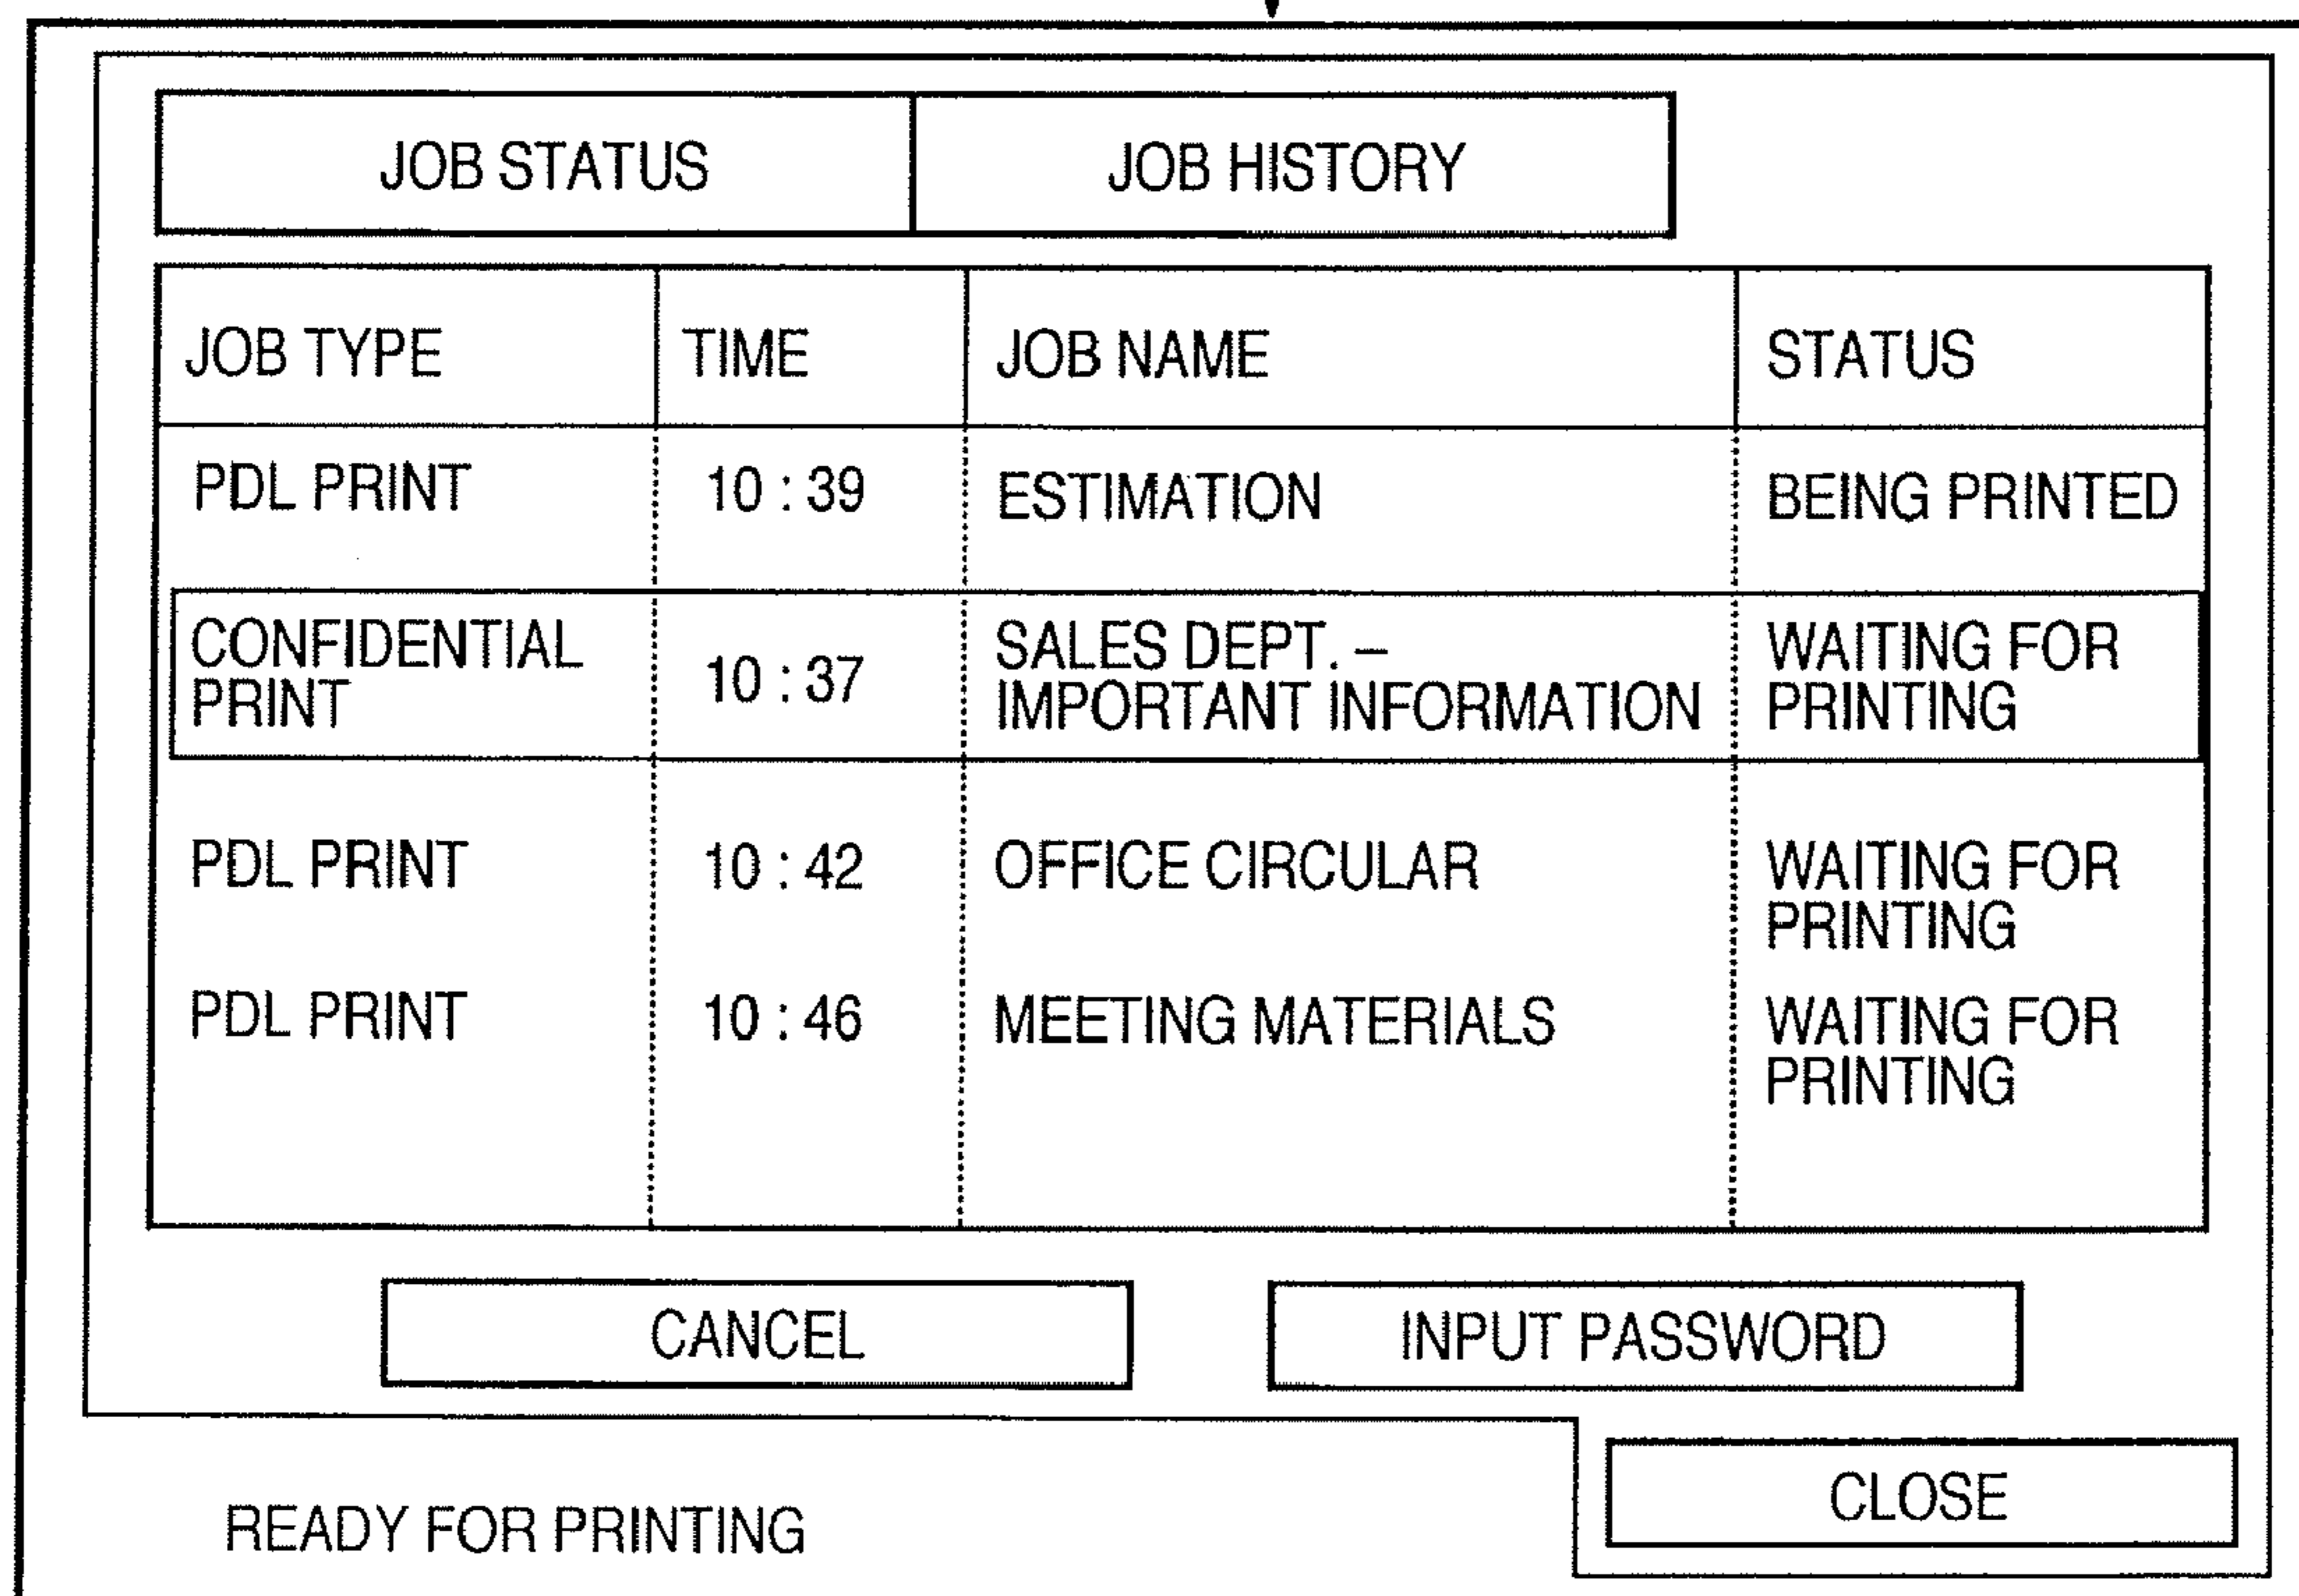 JOB STATUS JOB HISTORY
JOB TYPE TIME JOB NAME STATUS
PDL PRINT 10 : 39 ESTIMATION BEING PRINTED
CONFIDENTIAL PRINT 10 : 37 SALES DEPT. – IMPORTANT INFORMATION WAITING FOR PRINTING
PDL PRINT 10 : 42 OFFICE CIRCULAR WAITING FOR PRINTING
PDL PRINT 10 : 46 MEETING MATERIALS WAITING FOR PRINTING
CANCEL INPUT PASSWORD
CLOSE
READY FOR PRINTING